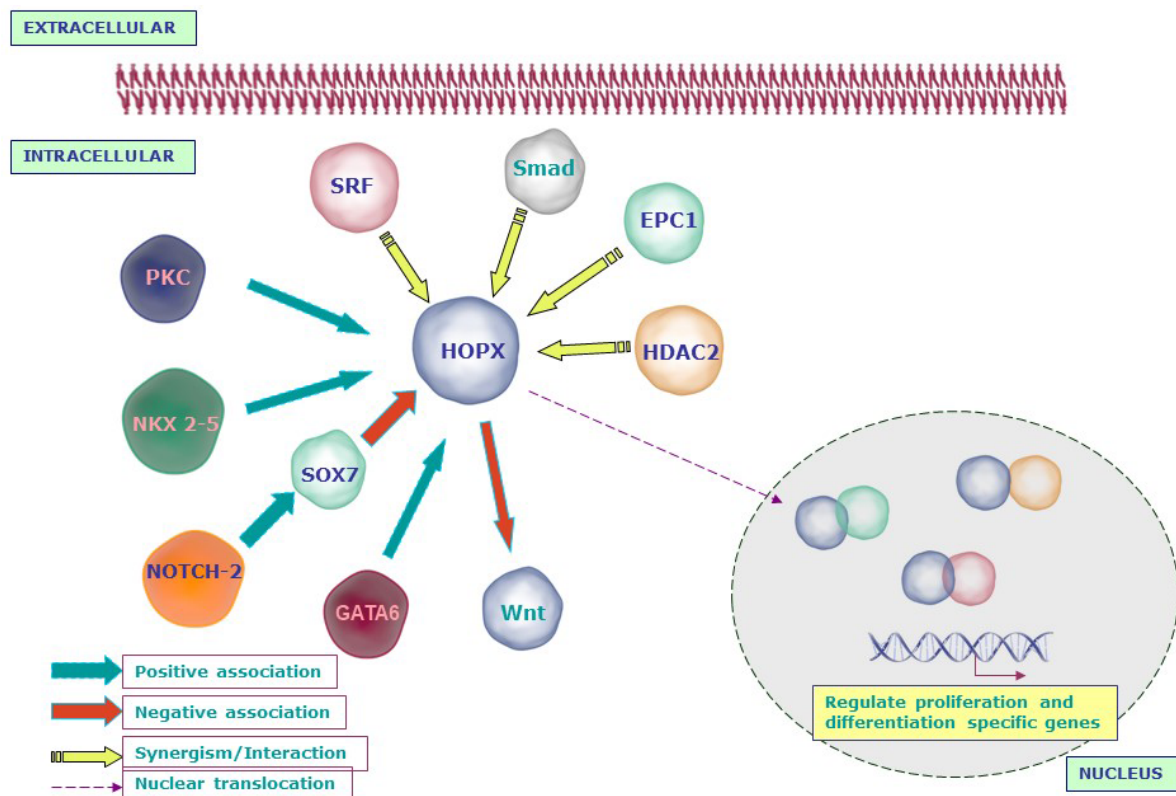 EXTRACELLULAR
INTRACELLULAR
SRF
Smad
EPC1
PKC
HOPX
HDAC2
NKX 2-5
SOX7
NOTCH-2
GATA6
Wnt
Positive association
Negative association
Synergism/Interaction
Nuclear translocation
Regulate proliferation and
differentiation specific genes
NUCLEUS